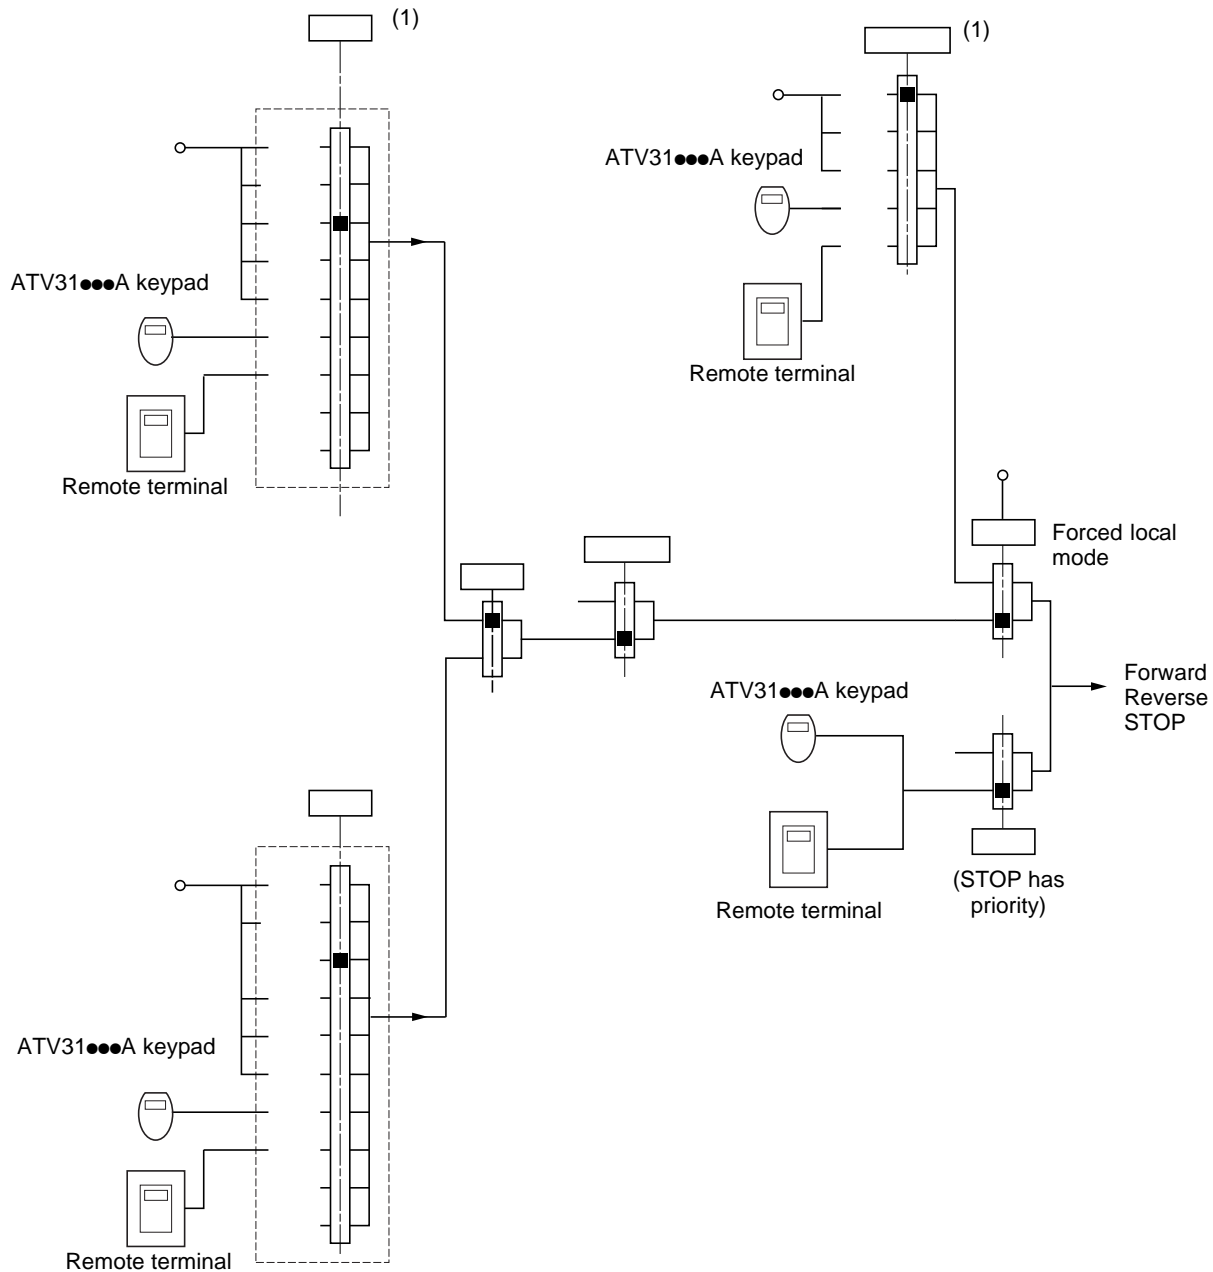 (1)
(1)
ATV31●●●A keypad
ATV31●●●A keypad
Remote terminal
Remote terminal
Forced local
mode
ATV31●●●A keypad
Forward
Reverse
STOP
(STOP has
priority)
Remote terminal
ATV31●●●A keypad
Remote terminal